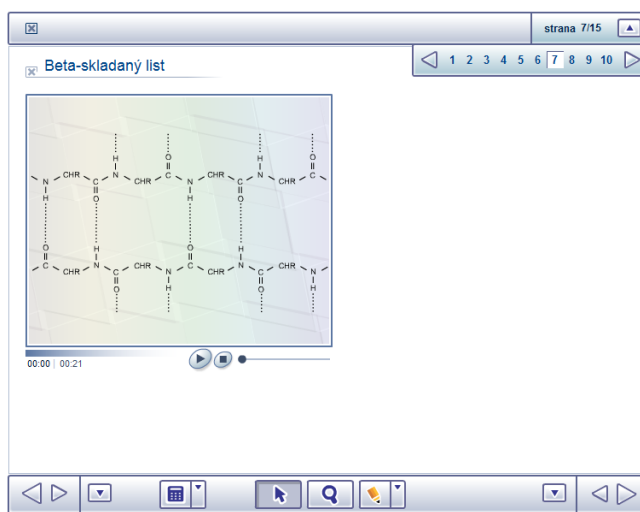 strana 7/15
1 2 3 4 5 6 7 8 9 10
Beta-skladaný list
H O H O
N CHR C N CHR C N CHR C N CHR C
H O H O
O H O H
C CHR N C CHR N C CHR N C CHR N
O H O H
00:00 | 00:21